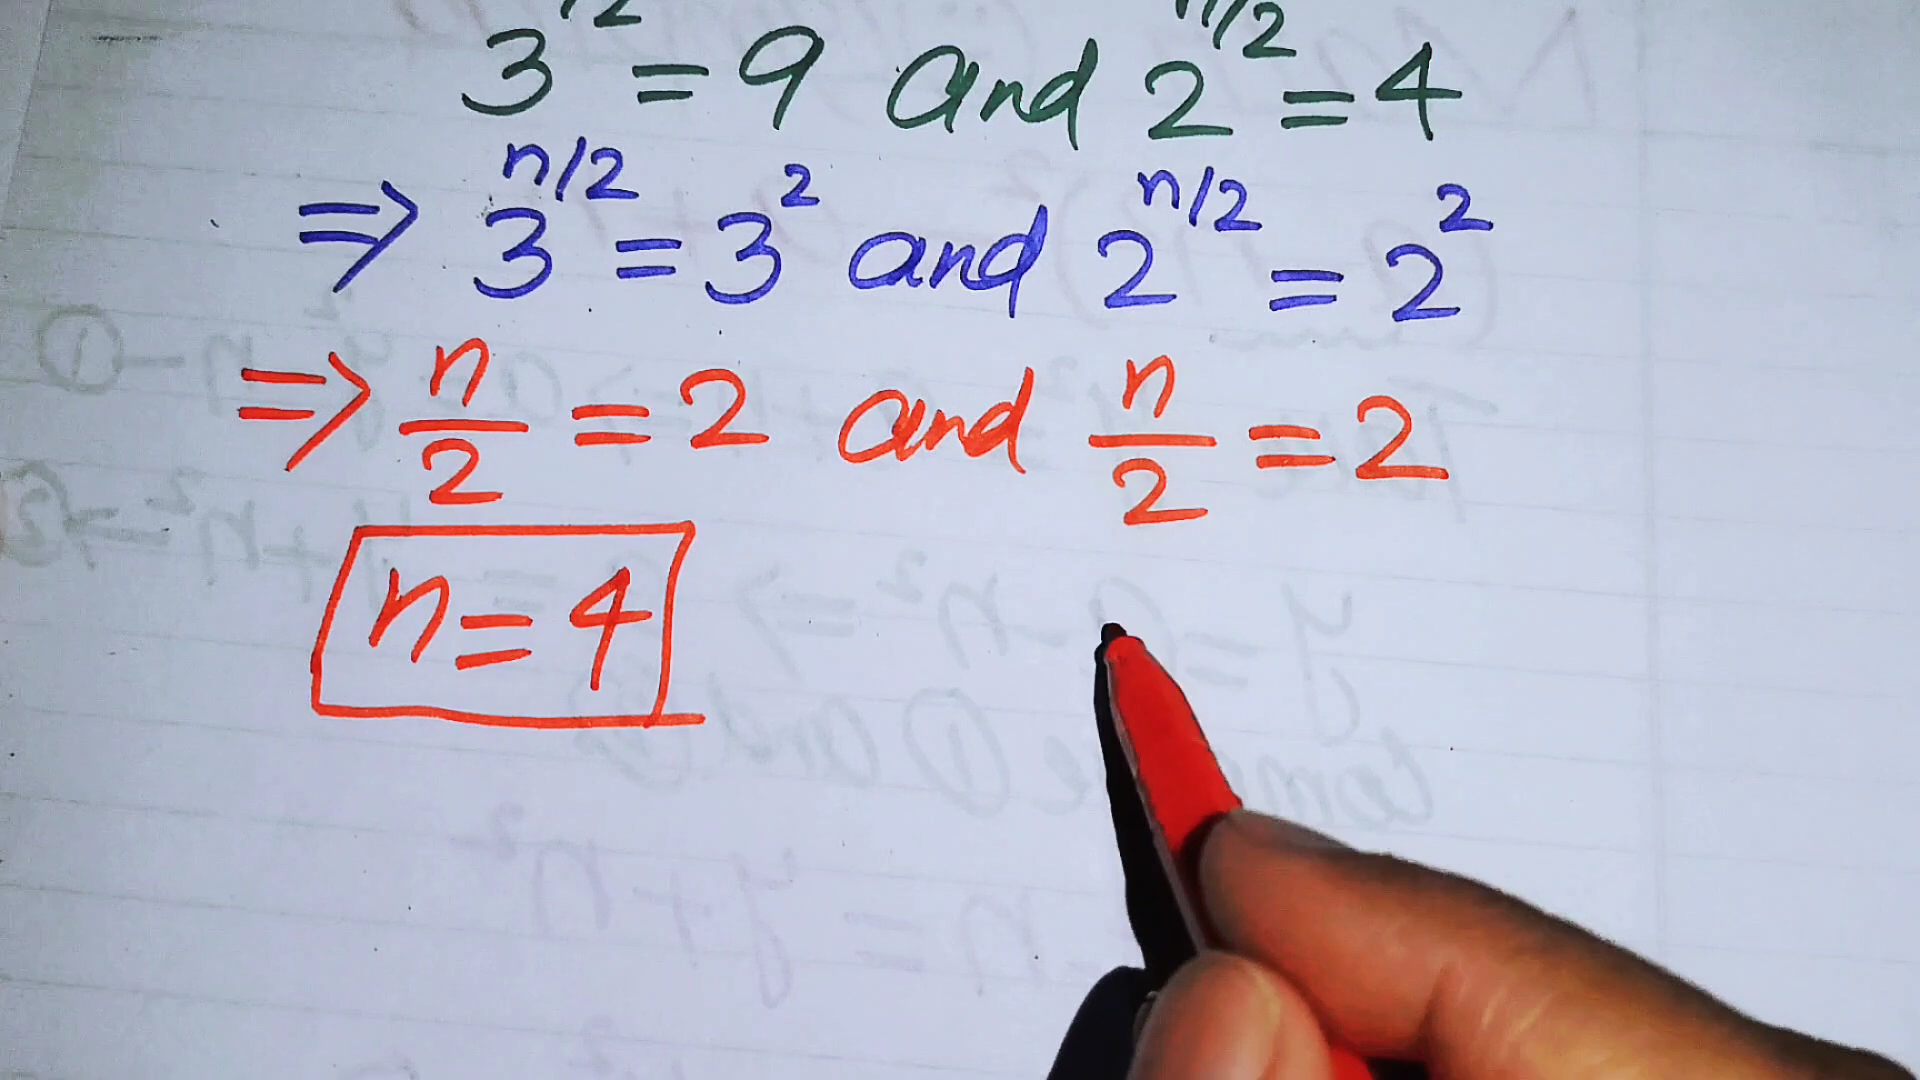 3^n/2 = 9 and 2^n/2 = 4
⇒ 3^n/2 = 3^2 and 2^n/2 = 2^2
⇒ n/2 = 2 and n/2 = 2
n = 4